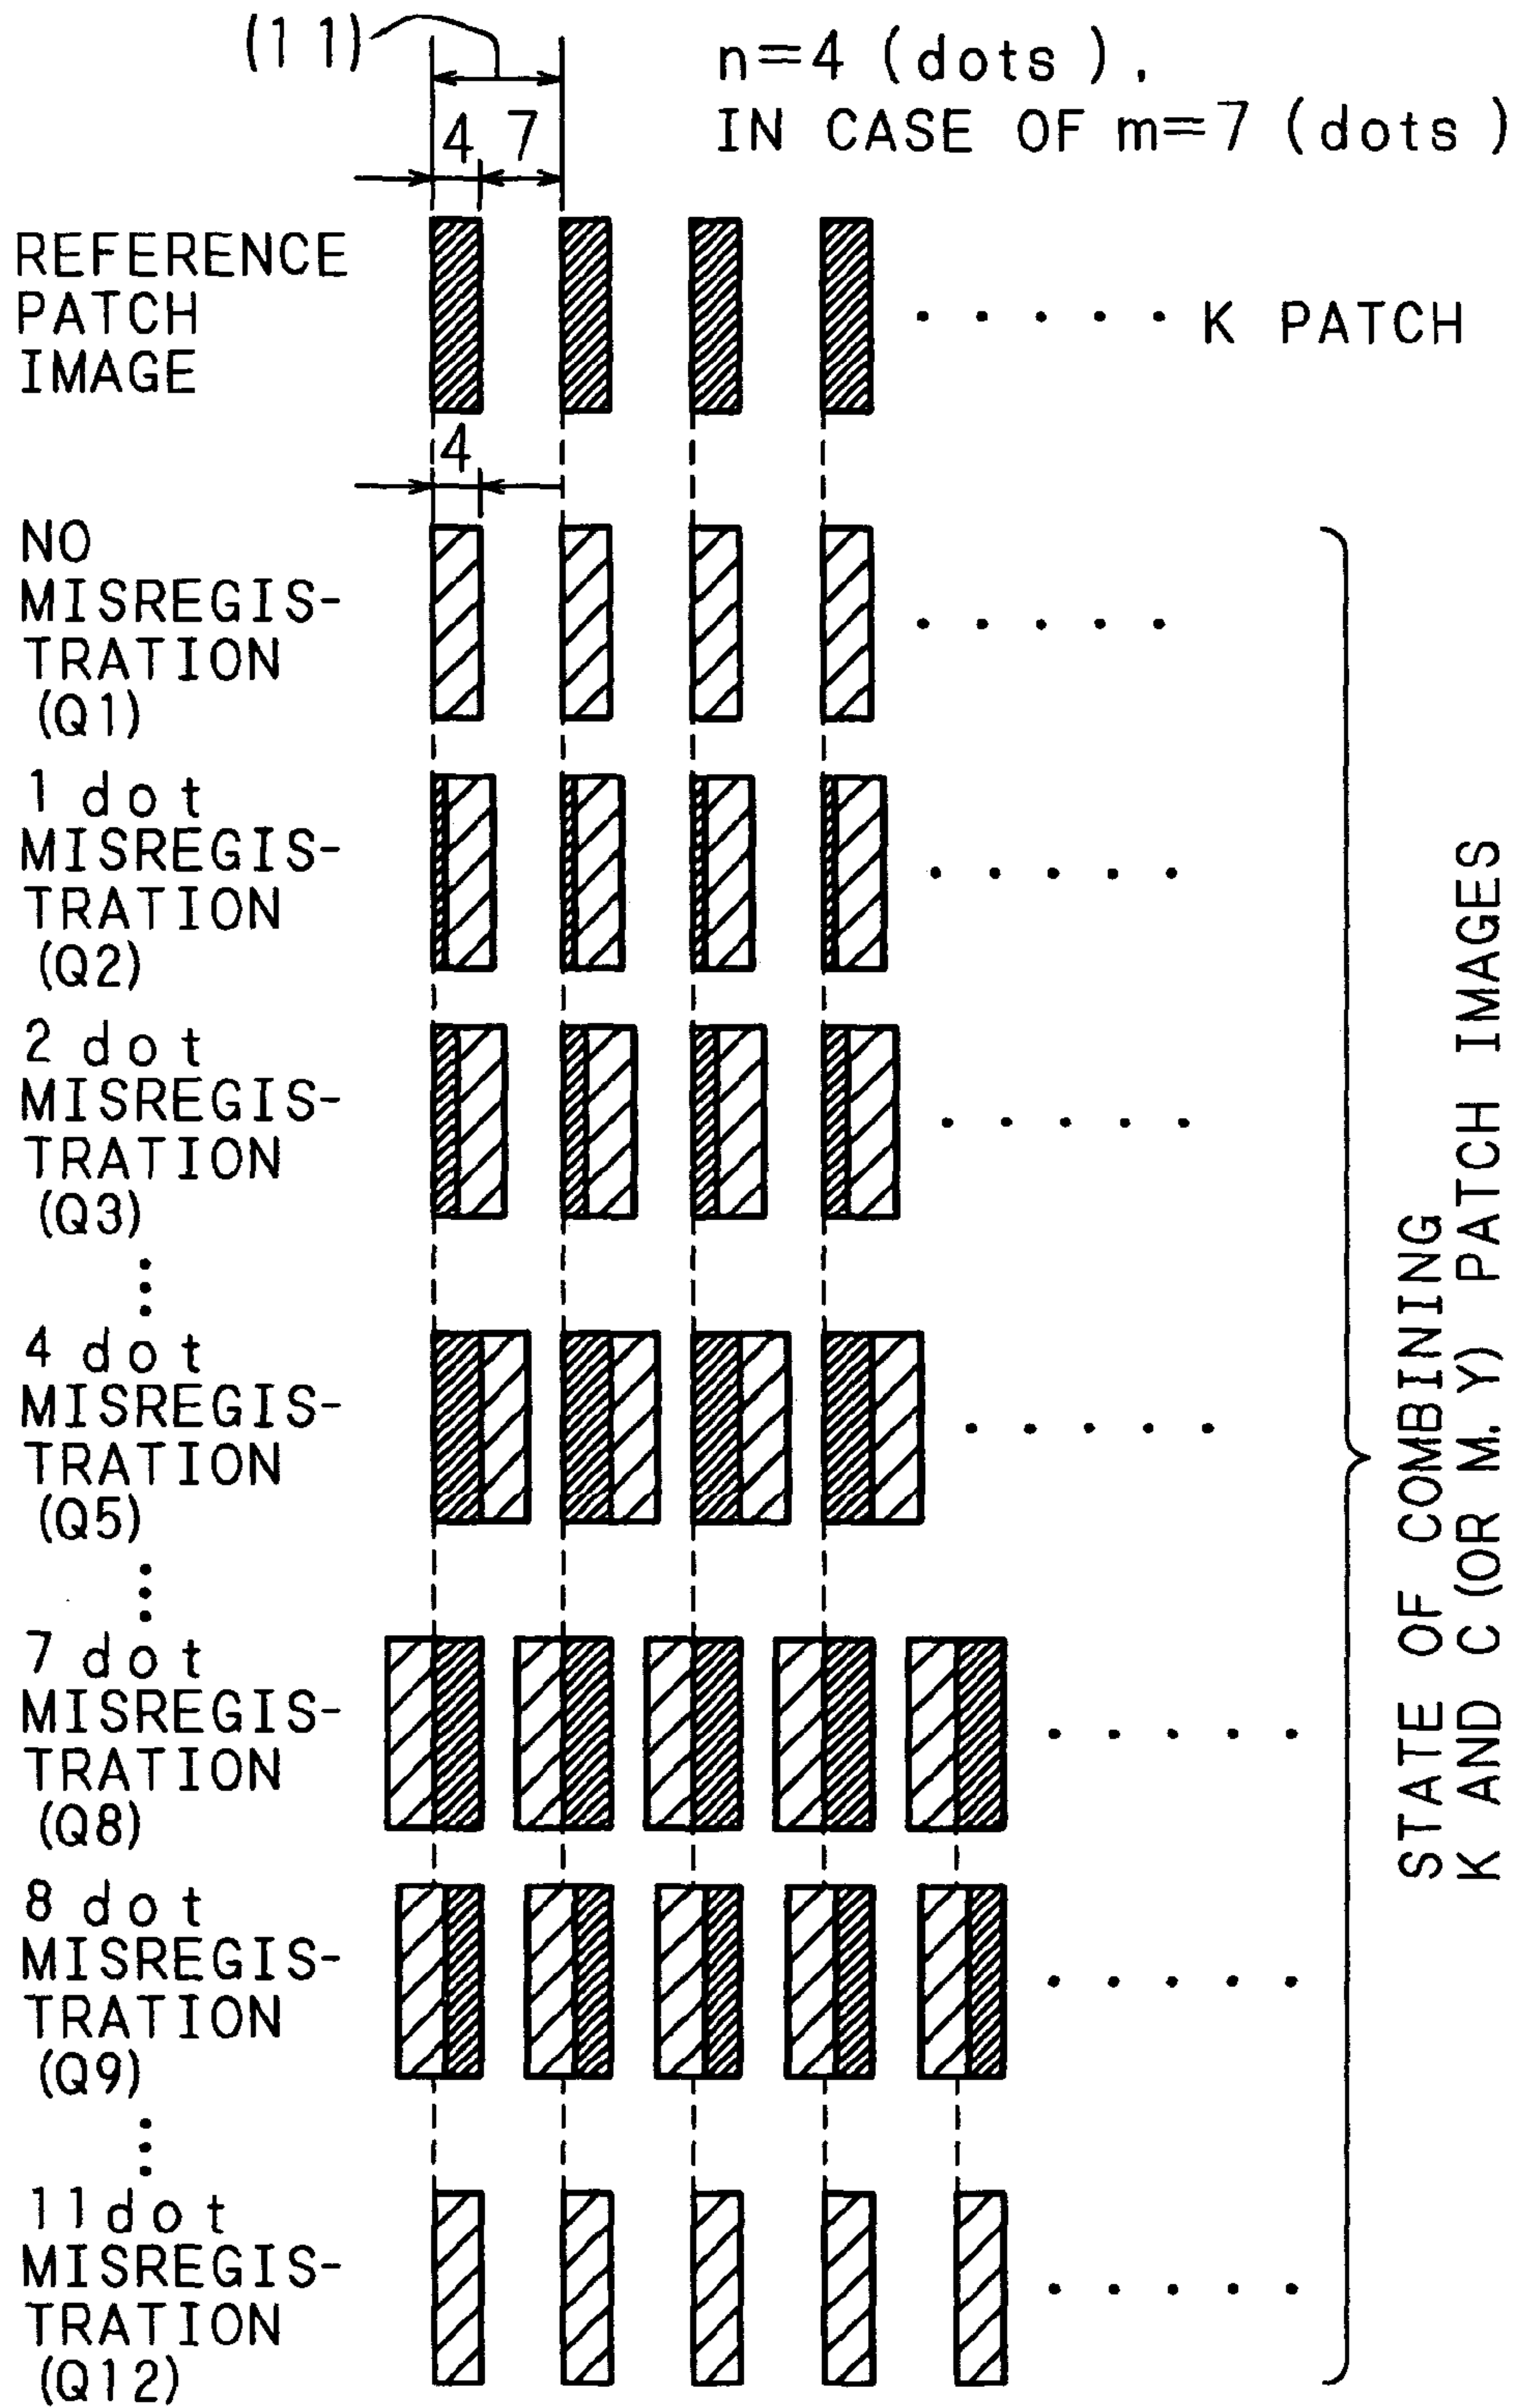 (11)
n=4 (dots),
IN CASE OF m=7 (dots)
4
7
REFERENCE
PATCH
IMAGE
K PATCH
4
NO
MISREGIS-
TRATION
(Q1)
1 dot
MISREGIS-
TRATION
(Q2)
2 dot
MISREGIS-
TRATION
(Q3)
4 dot
MISREGIS-
TRATION
(Q5)
7 dot
MISREGIS-
TRATION
(Q8)
8 dot
MISREGIS-
TRATION
(Q9)
11dot
MISREGIS-
TRATION
(Q12)
STATE OF COMBINING
K AND C (OR M, Y) PATCH IMAGES